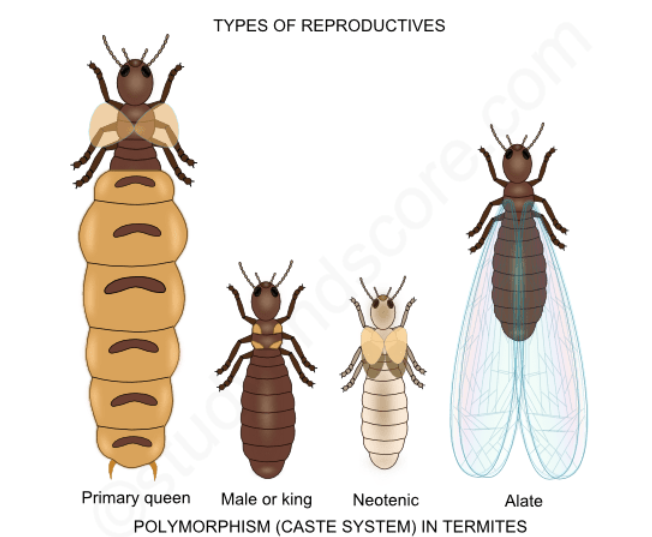 TYPES OF REPRODUCTIVES
Primary queen
Male or king
Neotenic
Alate
POLYMORPHISM (CASTE SYSTEM) IN TERMITES